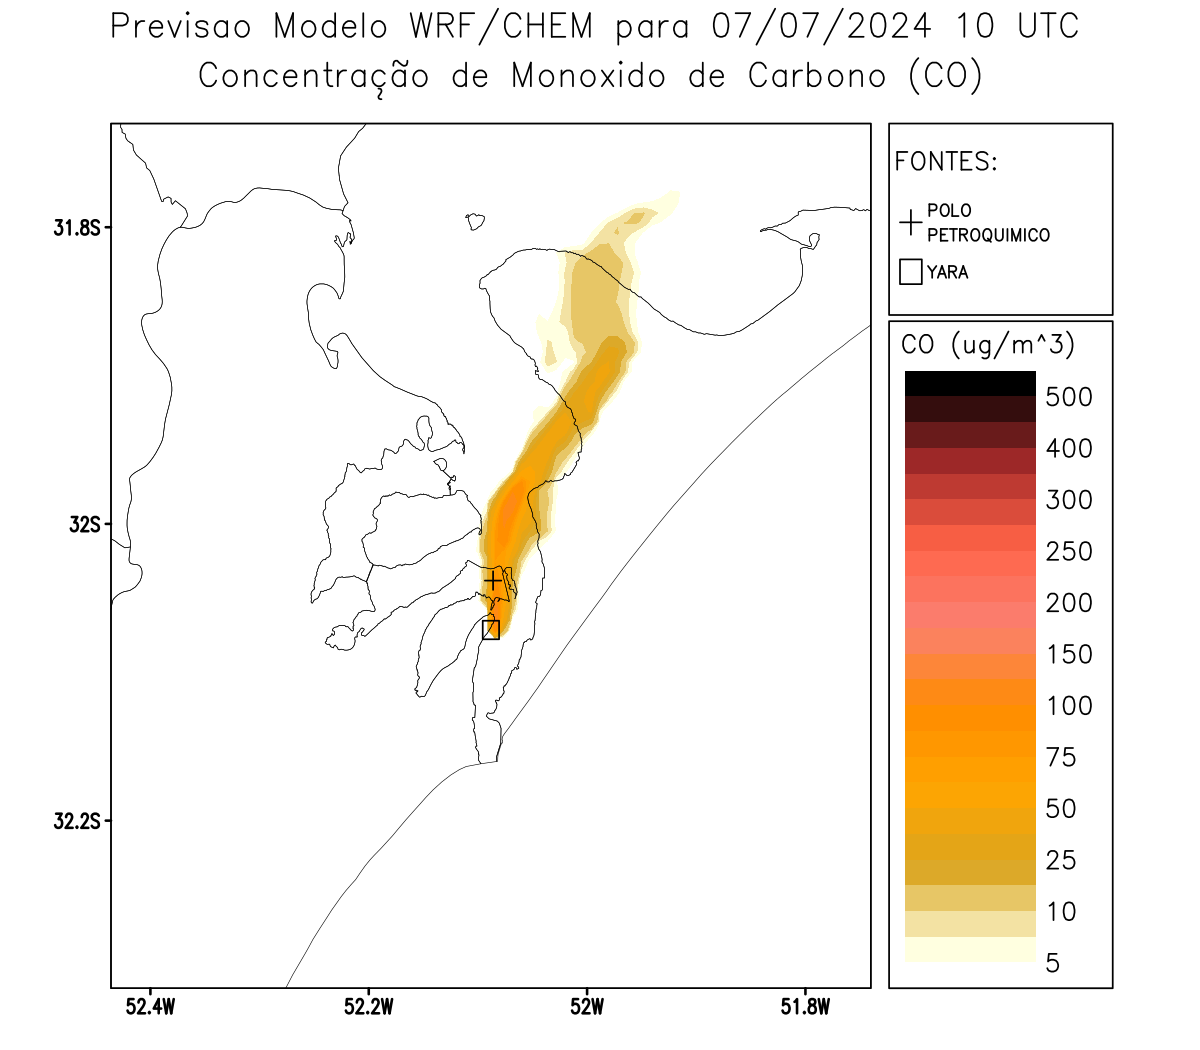 Previsao Modelo WRF/CHEM para 07/07/2024 10 UTC
Concentração de Monoxido de Carbono (CO)
FONTES:
POLO
PETROQUIMICO
YARA
CO (ug/m^3)
500
400
300
250
200
150
100
75
50
25
10
5
31.8S
32S
32.2S
52.4W
52.2W
52W
51.8W